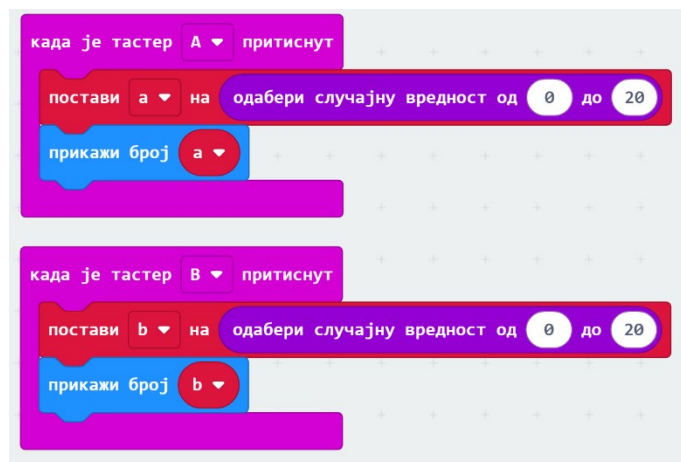 када је тастер A притиснут
постави a на одабери случајну вредност од 0 до 20
прикажи број a
када је тастер B притиснут
постави b на одабери случајну вредност од 0 до 20
прикажи број b